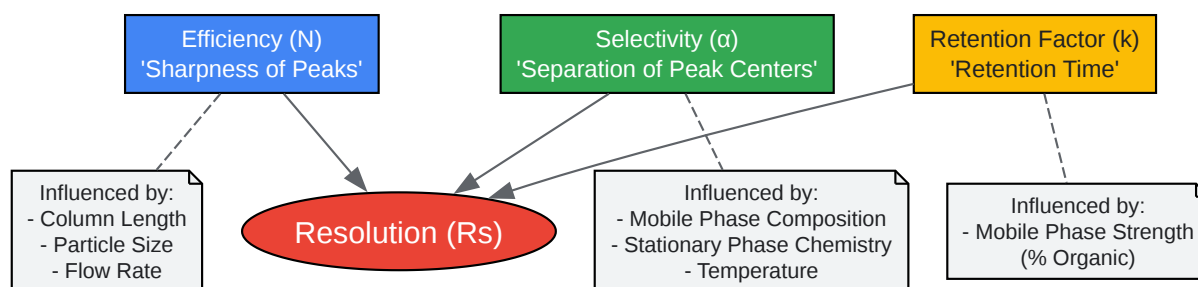 Efficiency (N)
'Sharpness of Peaks'
Selectivity (α)
'Separation of Peak Centers'
Retention Factor (k)
'Retention Time'
Influenced by:
- Column Length
- Particle Size
- Flow Rate
Resolution (Rs)
Influenced by:
- Mobile Phase Composition
- Stationary Phase Chemistry
- Temperature
Influenced by:
- Mobile Phase Strength
(% Organic)